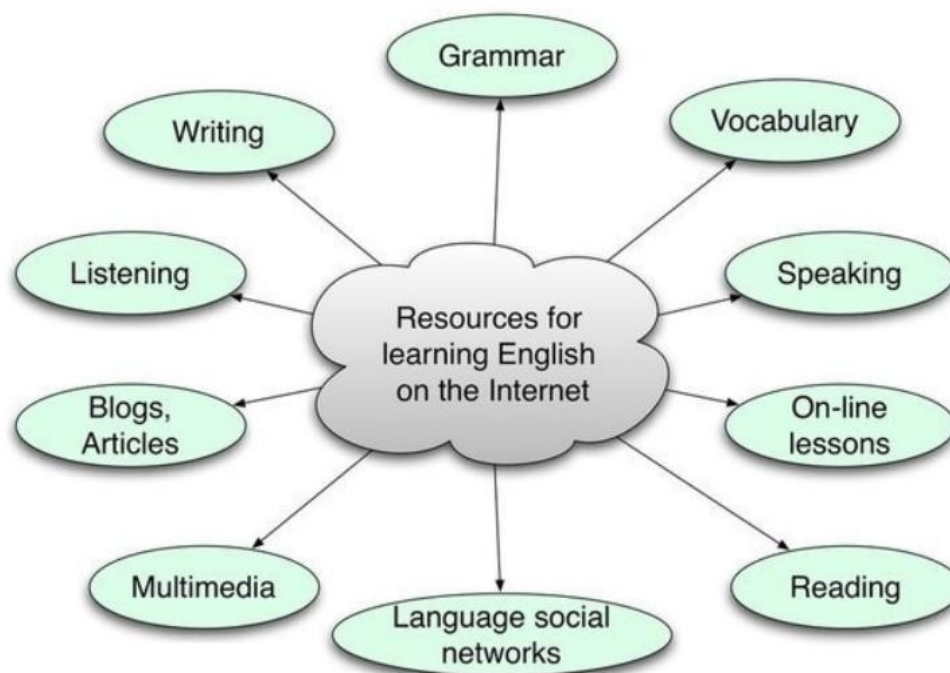 Grammar
Writing
Vocabulary
Listening
Speaking
Resources for
learning English
on the Internet
Blogs,
Articles
On-line
lessons
Multimedia
Reading
Language social
networks